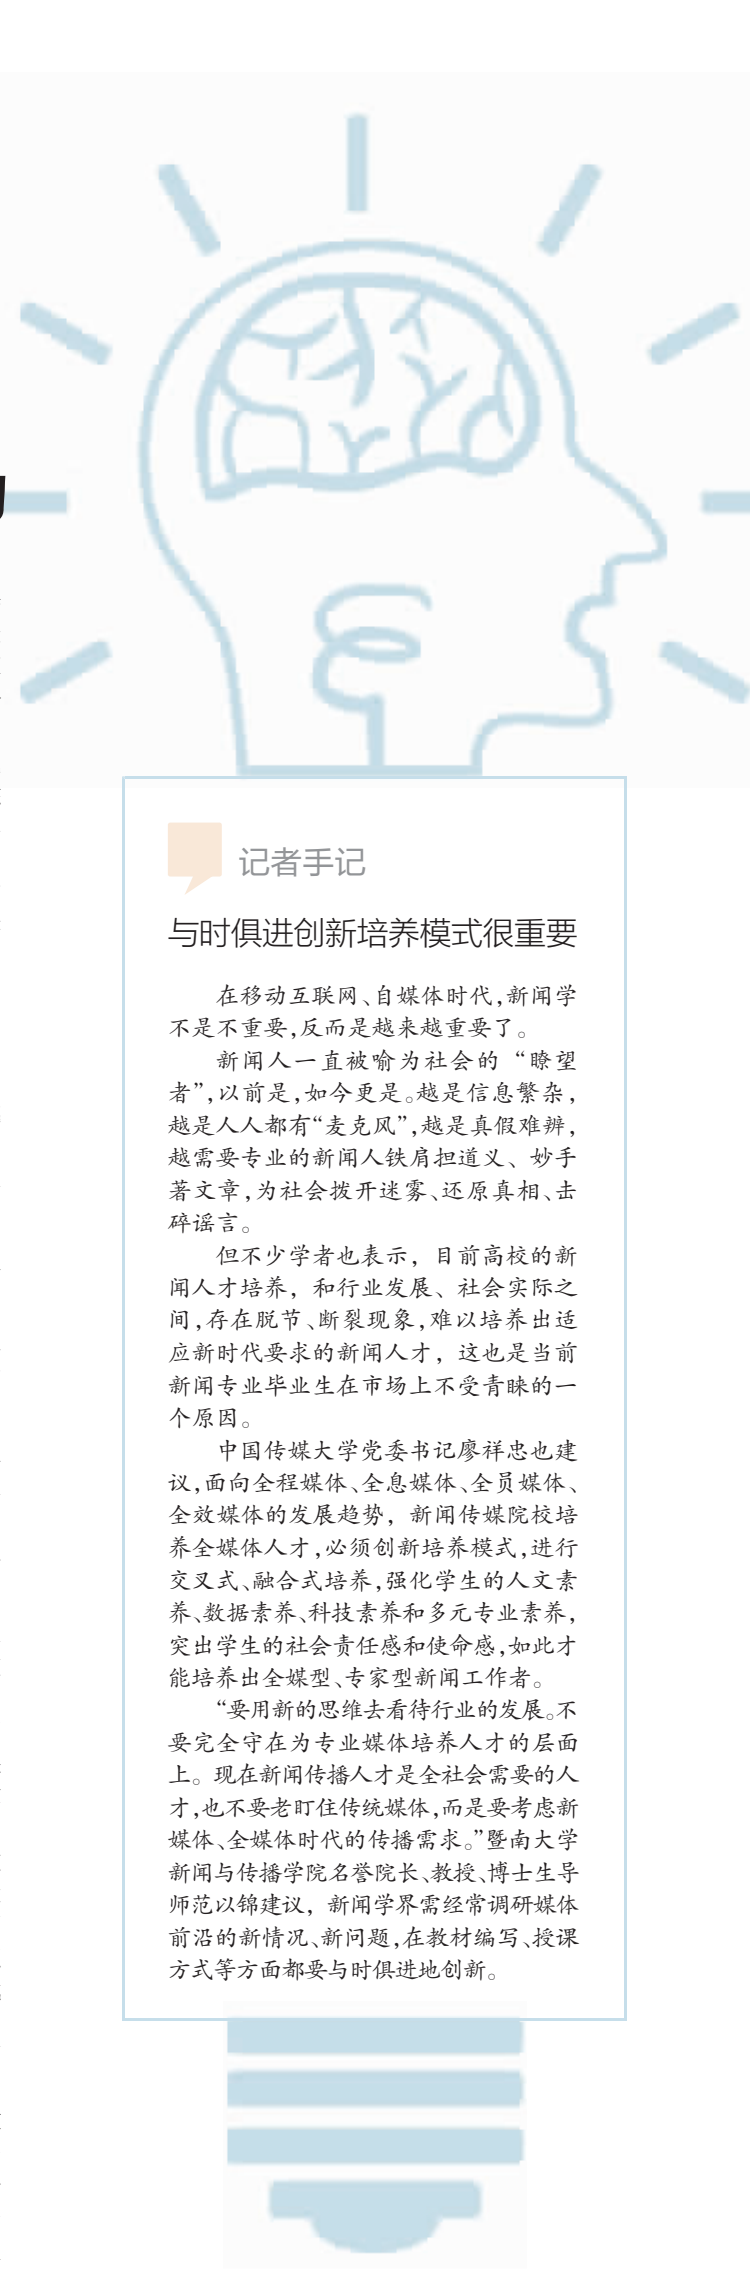 记者手记
与时俱进创新培养模式很重要
在移动互联网、自媒体时代,新闻学
不是不重要,反而是越来越重要了。
新闻人一直被喻为社会的“瞭望
者”,以前是,如今更是。越是信息繁杂,
越是人人都有“麦克风”,越是真假难辨,
越需要专业的新闻人铁肩担道义、妙手
著文章,为社会拨开迷雾、还原真相、击
碎谣言。
但不少学者也表示,目前高校的新
闻人才培养,和行业发展、社会实际之
间,存在脱节、断裂现象,难以培养出适
应新时代要求的新闻人才,这也是当前
新闻专业毕业生在市场上不受青睐的一
个原因。
中国传媒大学党委书记廖祥忠也建
议,面向全程媒体、全息媒体、全员媒体、
全效媒体的发展趋势,新闻传媒院校培
养全媒体人才,必须创新培养模式,进行
交叉式、融合式培养,强化学生的人文素
养、数据素养、科技素养和多元专业素养,
突出学生的社会责任感和使命感,如此才
能培养出全媒型、专家型新闻工作者。
“要用新的思维去看待行业的发展。不
要完全守在为专业媒体培养人才的层面
上。现在新闻传播人才是全社会需要的人
才,也不要老盯住传统媒体,而是要考虑新
媒体、全媒体时代的传播需求。”暨南大学
新闻与传播学院名誉院长、教授、博士生导
师范以锦建议,新闻学界需经常调研媒体
前沿的新情况、新问题,在教材编写、授课
方式等方面都要与时俱进地创新。